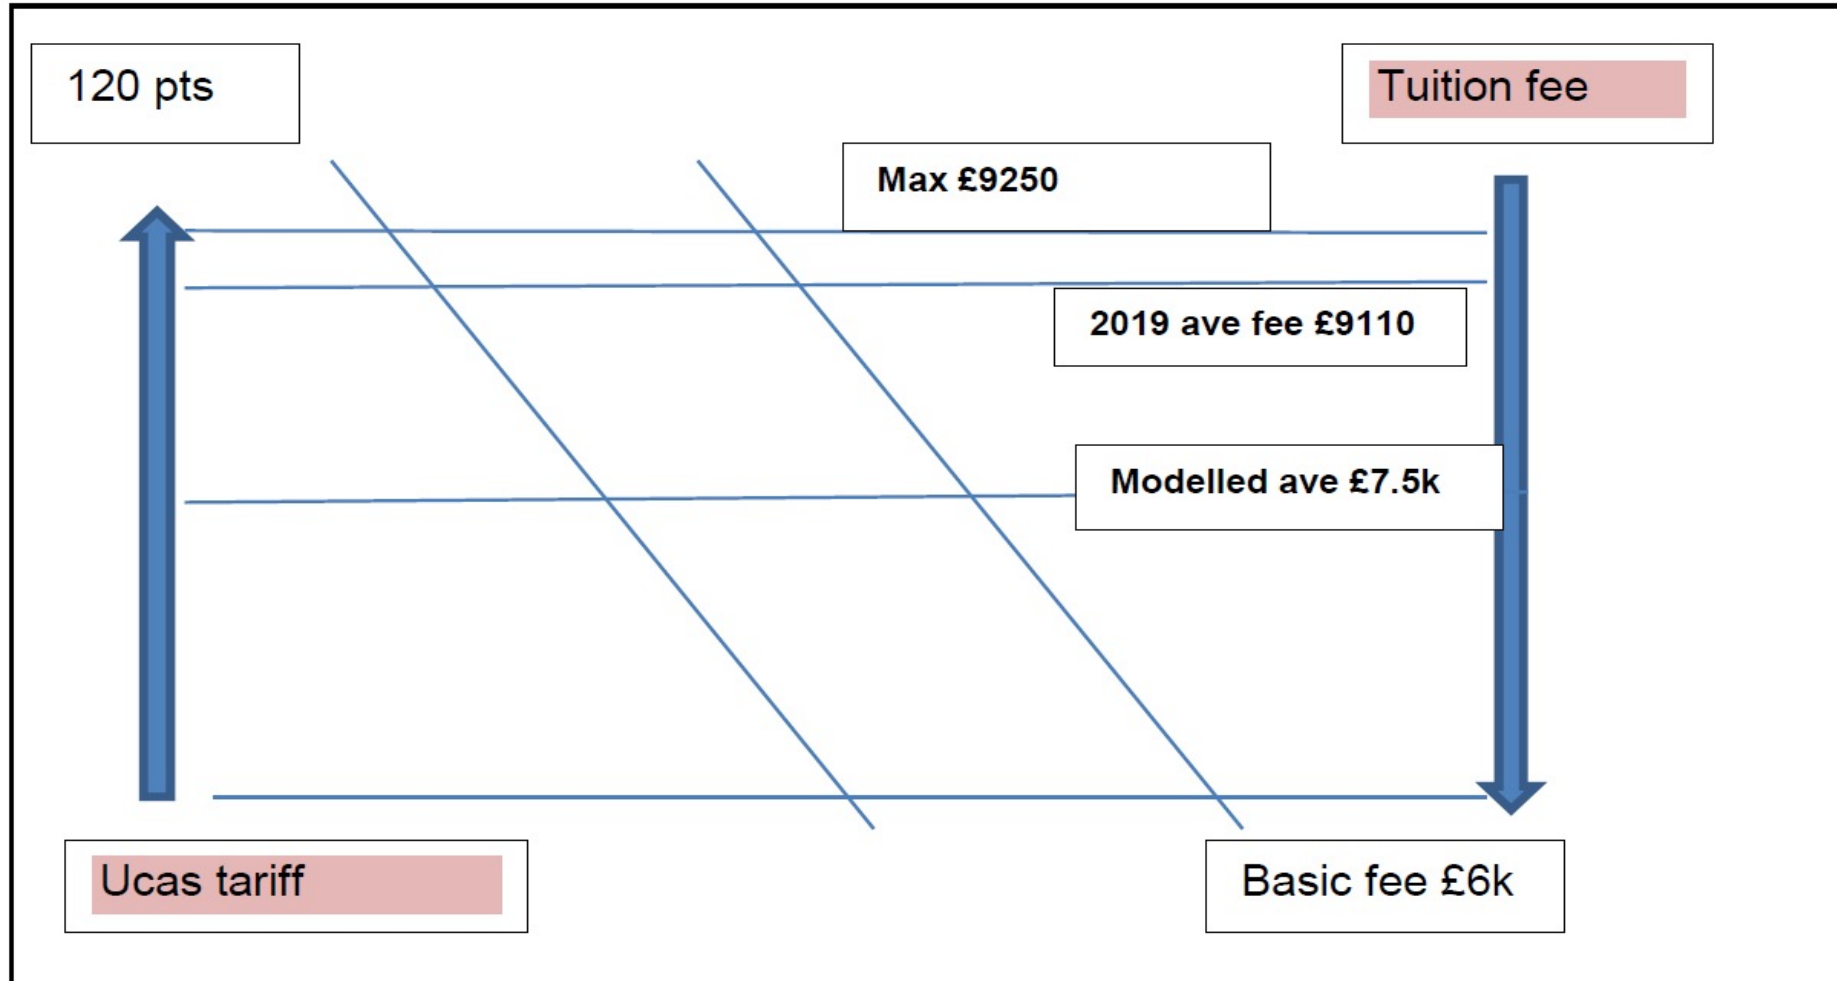 120 pts
Tuition fee
Max £9250
2019 ave fee £9110
Modelled ave £7.5k
Ucas tariff
Basic fee £6k